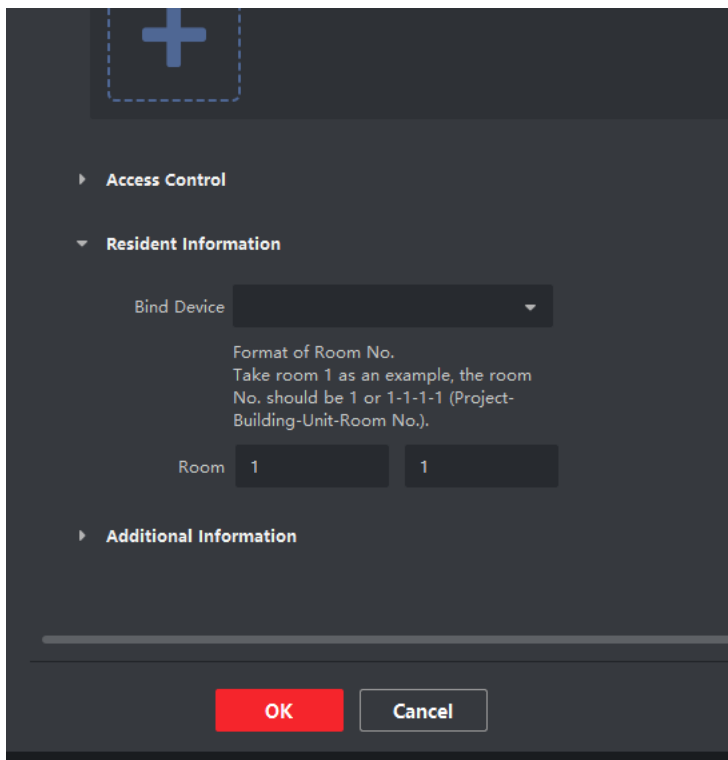 Access Control
Resident Information
Bind Device
Format of Room No.
Take room 1 as an example, the room
No. should be 1 or 1-1-1-1 (Project-
Building-Unit-Room No.).
Room 1 1
Additional Information
OK Cancel